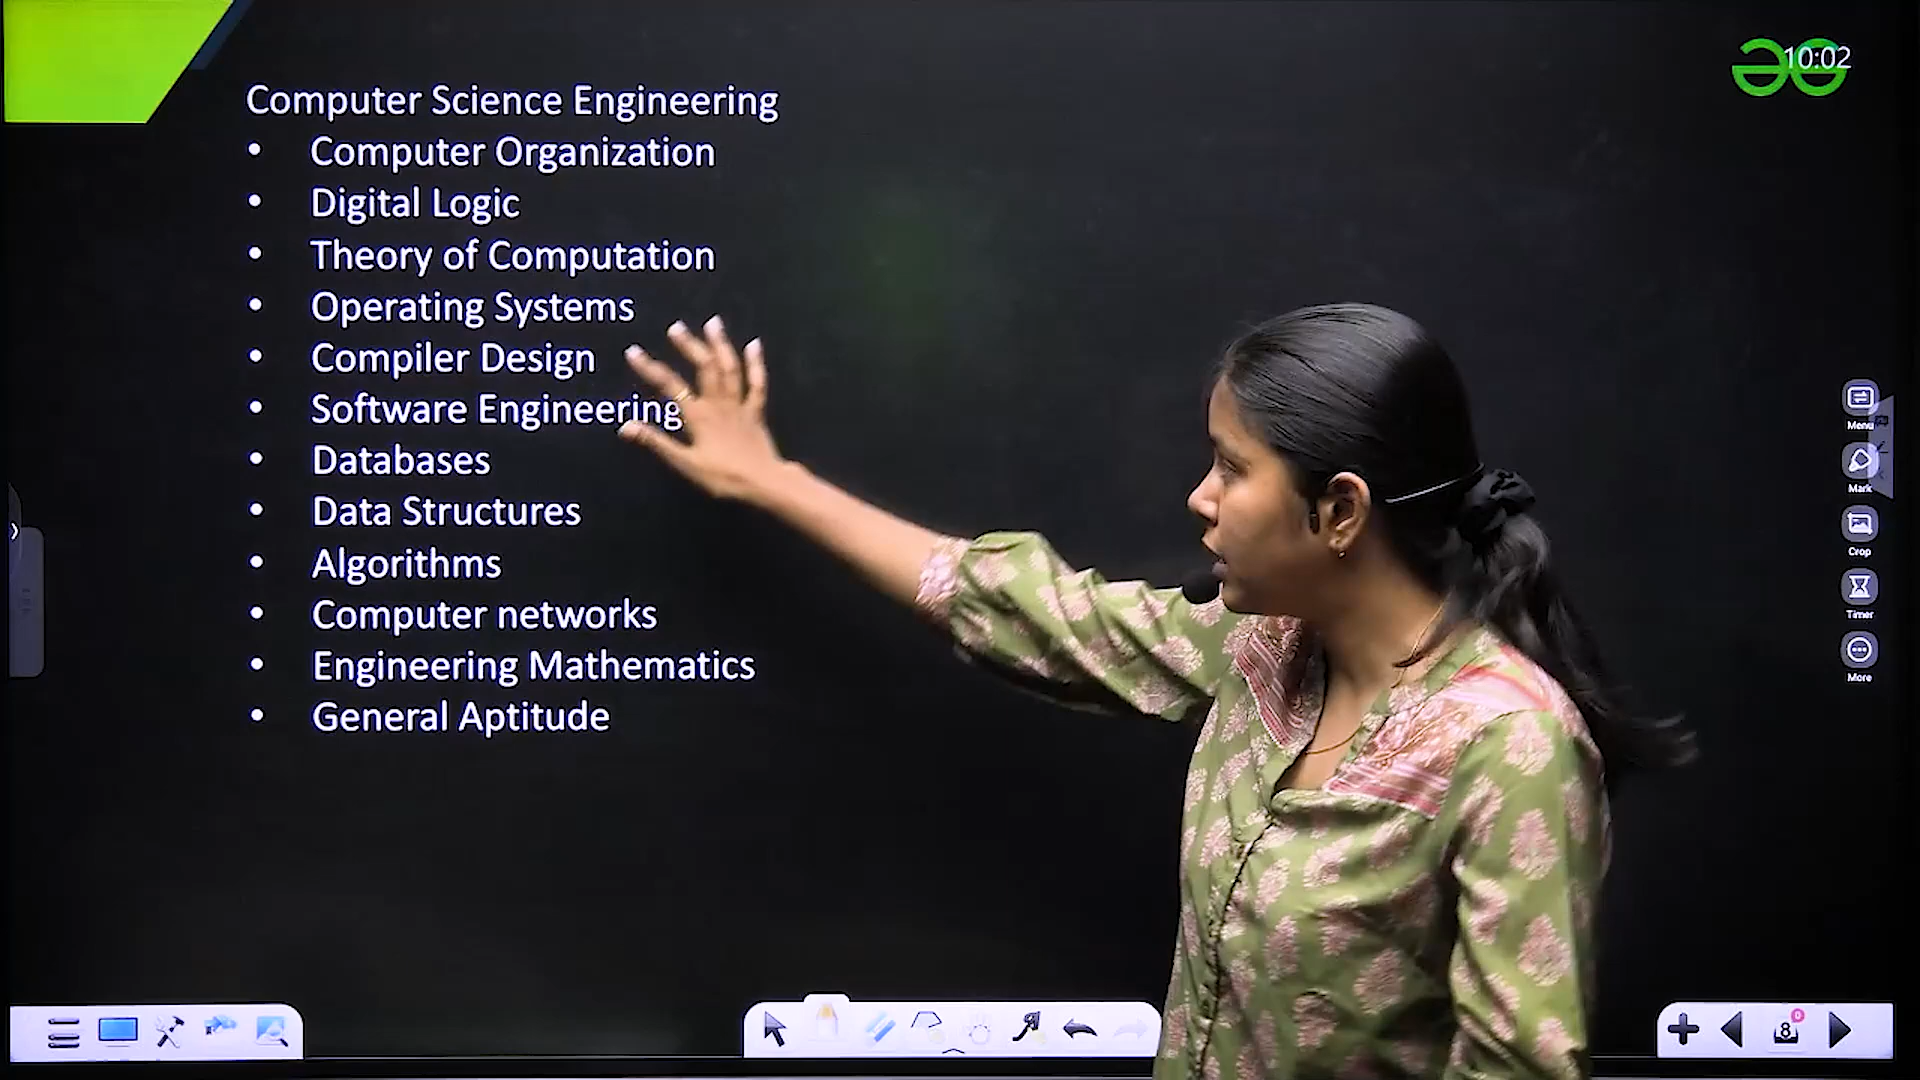 10:02
Computer Science Engineering
• Computer Organization
• Digital Logic
• Theory of Computation
• Operating Systems
• Compiler Design
• Software Engineering
• Databases
• Data Structures
• Algorithms
• Computer networks
• Engineering Mathematics
• General Aptitude
Menu
Mark
Crop
Timer
More
8
0